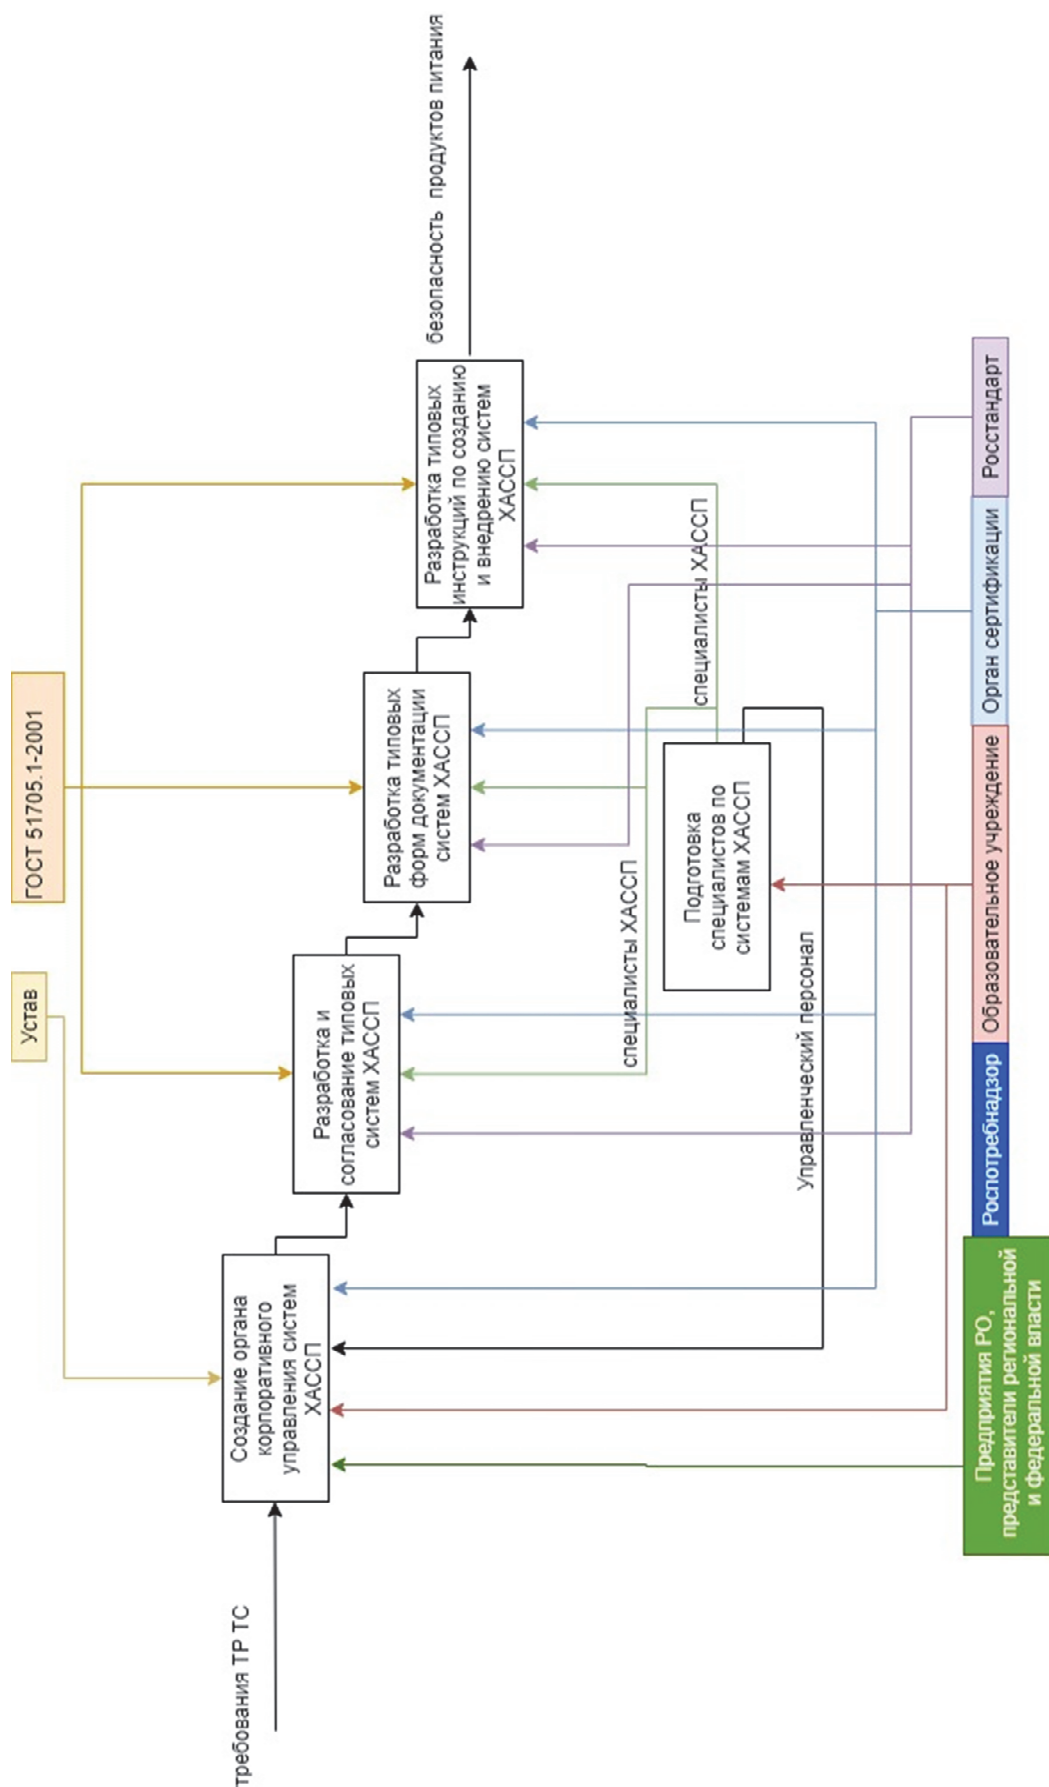 Устав
ГОСТ 51705.1-2001
требования ТР ТС
Создание органа
корпоративного
управления систем
ХАССП
Разработка и
согласование типовых
систем ХАССП
Разработка типовых
форм документации
систем ХАССП
Разработка типовых
инструкций по созданию
и внедрению систем
ХАССП
безопасность продуктов питания
специалисты ХАССП
специалисты ХАССП
Подготовка
специалистов по
системам ХАССП
Управленческий персонал
Предприятия РО,
представители региональной
и федеральной власти
Роспотребнадзор
Образовательное учреждение
Орган сертификации
Росстандарт